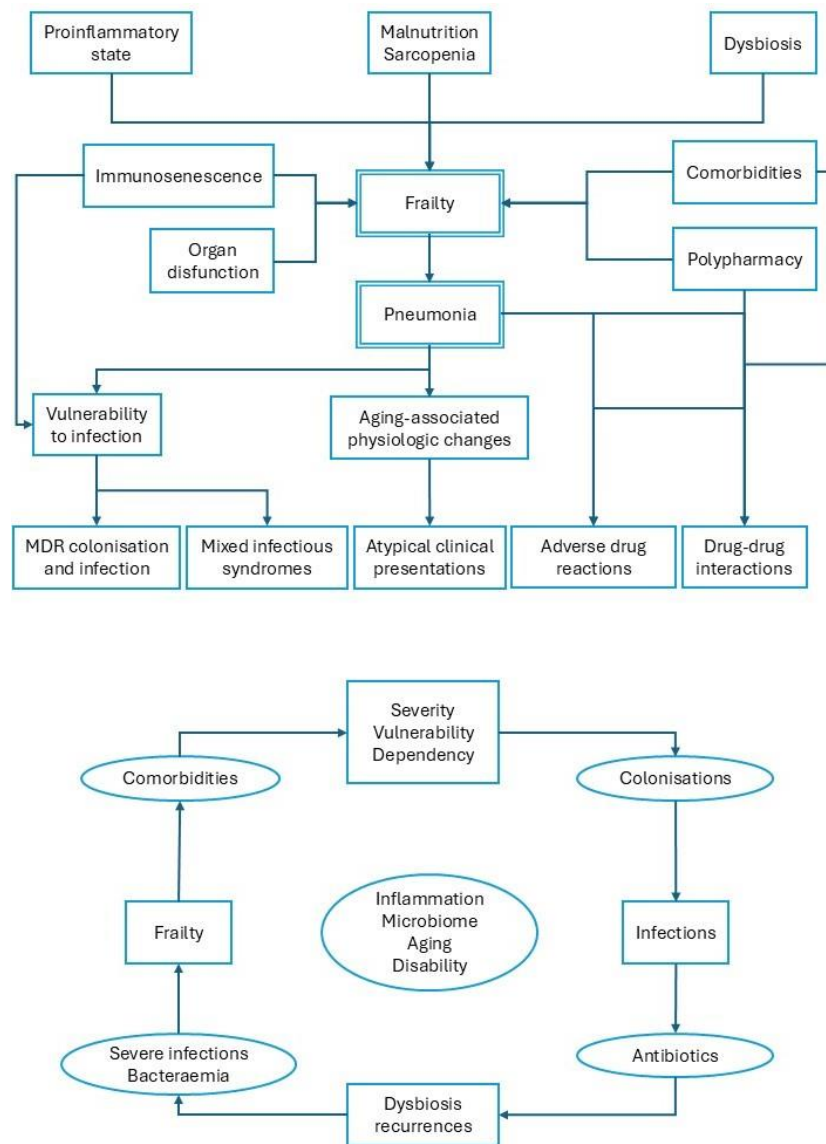 Proinflammatory
state
Malnutrition
Sarcopenia
Dysbiosis
Immunosenescence
Comorbidities
Frailty
Organ
disfunction
Polypharmacy
Pneumonia
Vulnerability
to infection
Aging-associated
physiologic changes
MDR colonisation
and infection
Mixed infectious
syndromes
Atypical clinical
presentations
Adverse drug
reactions
Drug-drug
interactions
Severity
Vulnerability
Dependency
Comorbidities
Colonisations
Inflammation
Microbiome
Aging
Disability
Frailty
Infections
Severe infections
Bacteraemia
Antibiotics
Dysbiosis
recurrences